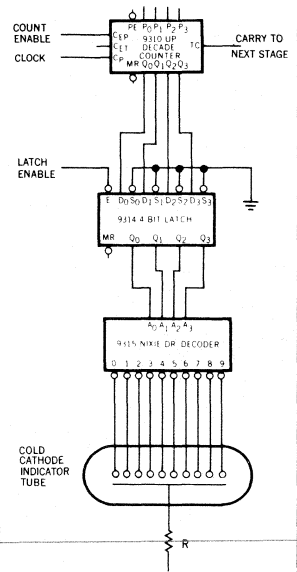 PE P0 P1 P2 P3
COUNT ENABLE
CEP 9310 UP
CET DECADE TC
CARRY TO NEXT STAGE
CLOCK
CP COUNTER
MR Q0 Q1 Q2 Q3
LATCH ENABLE
E D0 S0 D1 S1 D2 S2 D3 S3
9314 4 BIT LATCH
MR Q0 Q1 Q2 Q3
A0 A1 A2 A3
9315 NIXIE DR DECODER
0 1 2 3 4 5 6 7 8 9
COLD
CATHODE
INDICATOR
TUBE
R